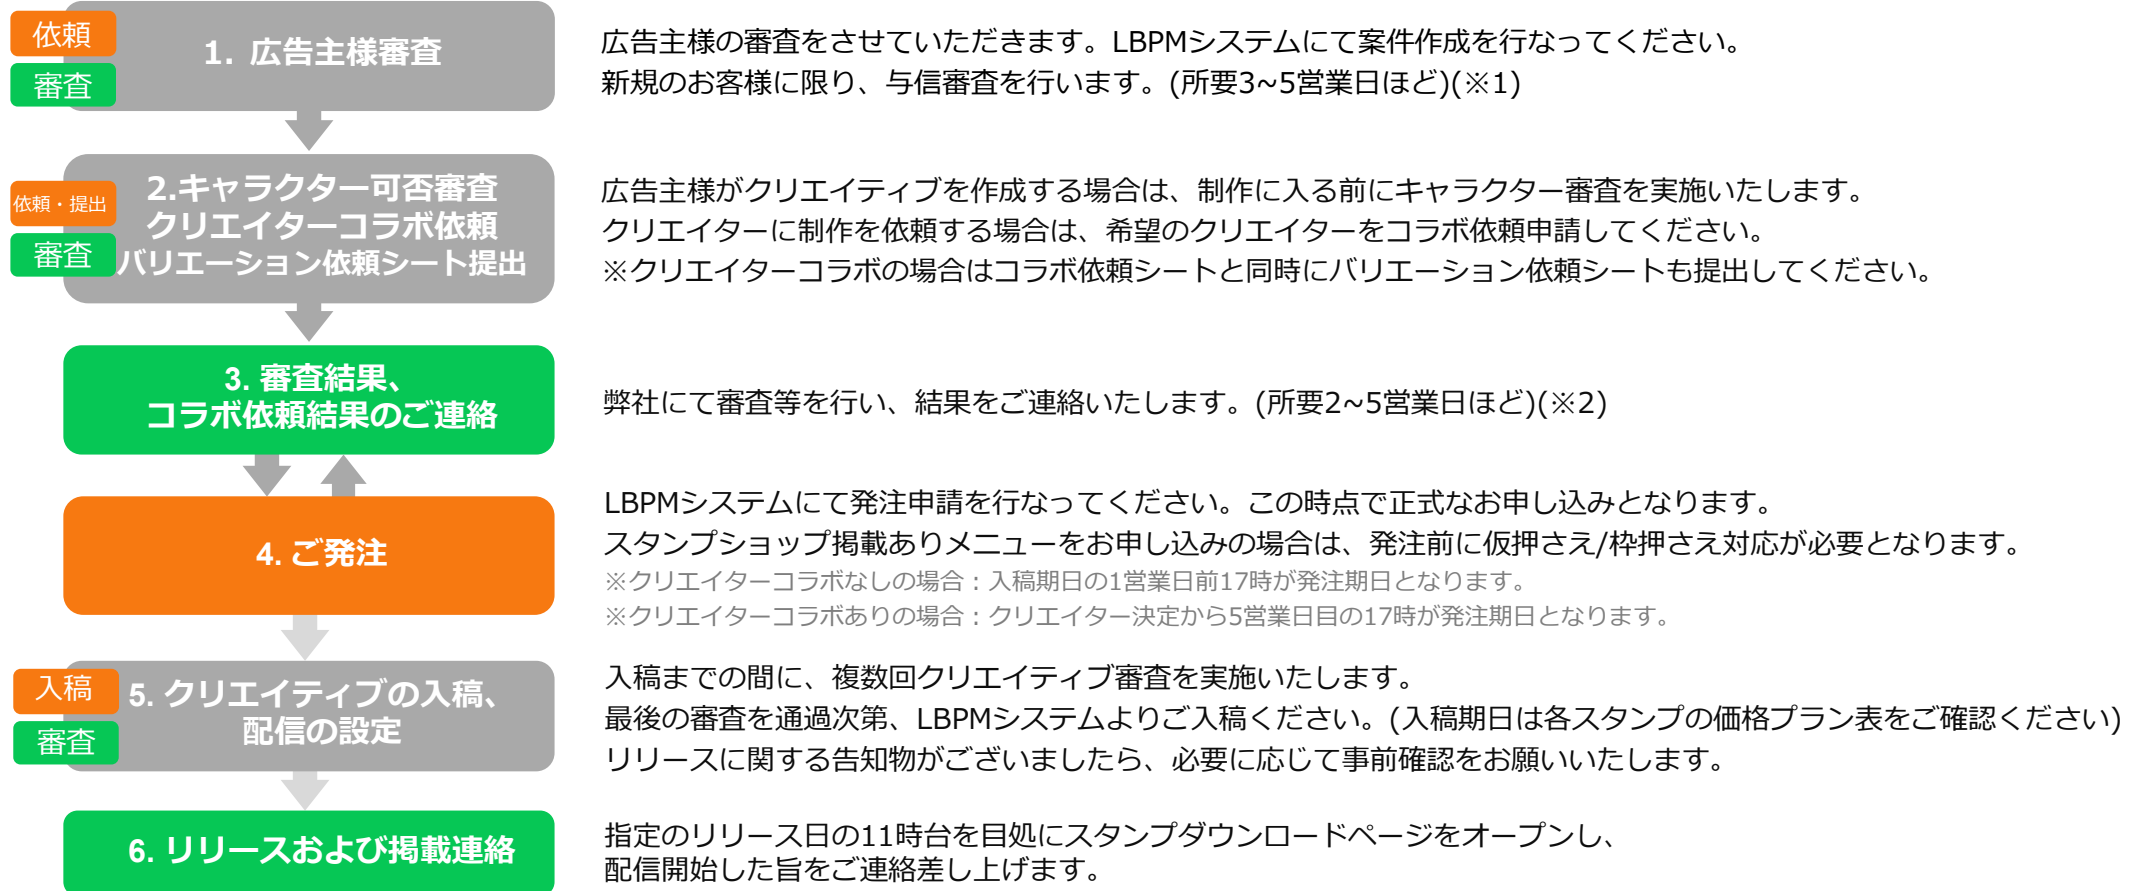 依頼
審査
1. 広告主様審査
広告主様の審査をさせていただきます。LBPMシステムにて案件作成を行なってください。
新規のお客様に限り、与信審査を行います。(所要3~5営業日ほど)(※1)
依頼・提出
審査
2.キャラクター可否審査
クリエイターコラボ依頼
バリエーション依頼シート提出
広告主様がクリエイティブを作成する場合は、制作に入る前にキャラクター審査を実施いたします。
クリエイターに制作を依頼する場合は、希望のクリエイターをコラボ依頼申請してください。
※クリエイターコラボの場合はコラボ依頼シートと同時にバリエーション依頼シートも提出してください。
3. 審査結果、
コラボ依頼結果のご連絡
弊社にて審査等を行い、結果をご連絡いたします。(所要2~5営業日ほど)(※2)
4. ご発注
LBPMシステムにて発注申請を行なってください。この時点で正式なお申し込みとなります。
スタンプショップ掲載ありメニューをお申し込みの場合は、発注前に仮押さえ/枠押さえ対応が必要となります。
※クリエイターコラボなしの場合：入稿期日の1営業日前17時が発注期日となります。
※クリエイターコラボありの場合：クリエイター決定から5営業日目の17時が発注期日となります。
入稿
審査
5. クリエイティブの入稿、
配信の設定
入稿までの間に、複数回クリエイティブ審査を実施いたします。
最後の審査を通過次第、LBPMシステムよりご入稿ください。(入稿期日は各スタンプの価格プラン表をご確認ください)
リリースに関する告知物がございましたら、必要に応じて事前確認をお願いいたします。
6. リリースおよび掲載連絡
指定のリリース日の11時台を目処にスタンプダウンロードページをオープンし、
配信開始した旨をご連絡差し上げます。